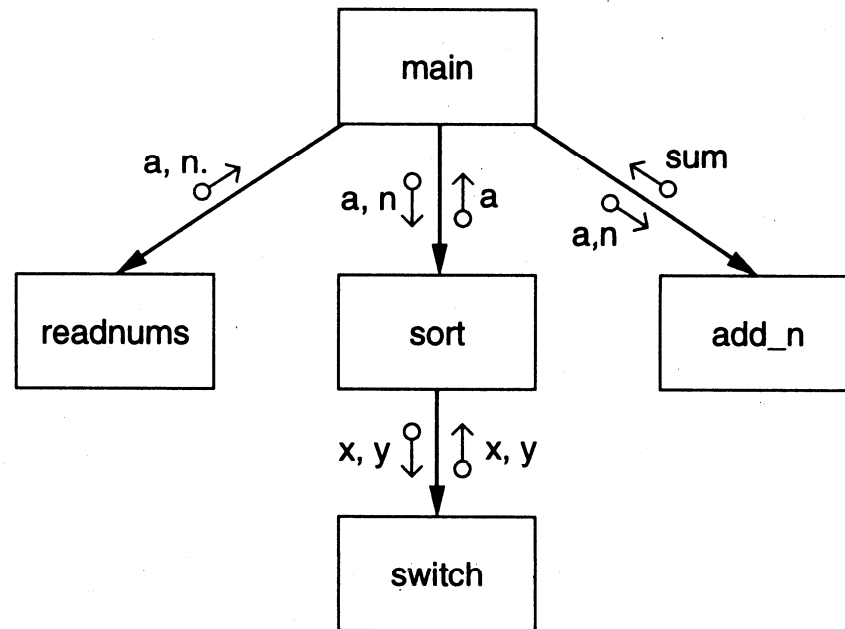 main
a, n.
a, n
a
sum
a,n
readnums
sort
add_n
x, y
x, y
switch